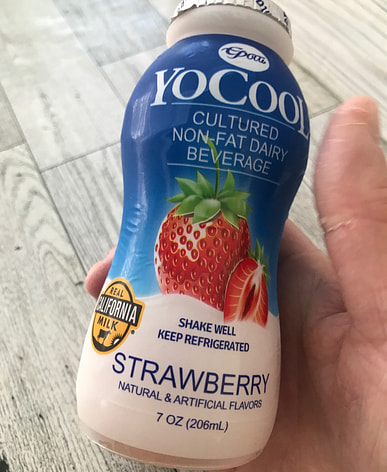 Epoca
YOCOOL
CULTURED
NON-FAT DAIRY
BEVERAGE
REAL
CALIFORNIA
MILK
SHAKE WELL
KEEP REFRIGERATED
STRAWBERRY
NATURAL & ARTIFICIAL FLAVORS
7 OZ (206mL)